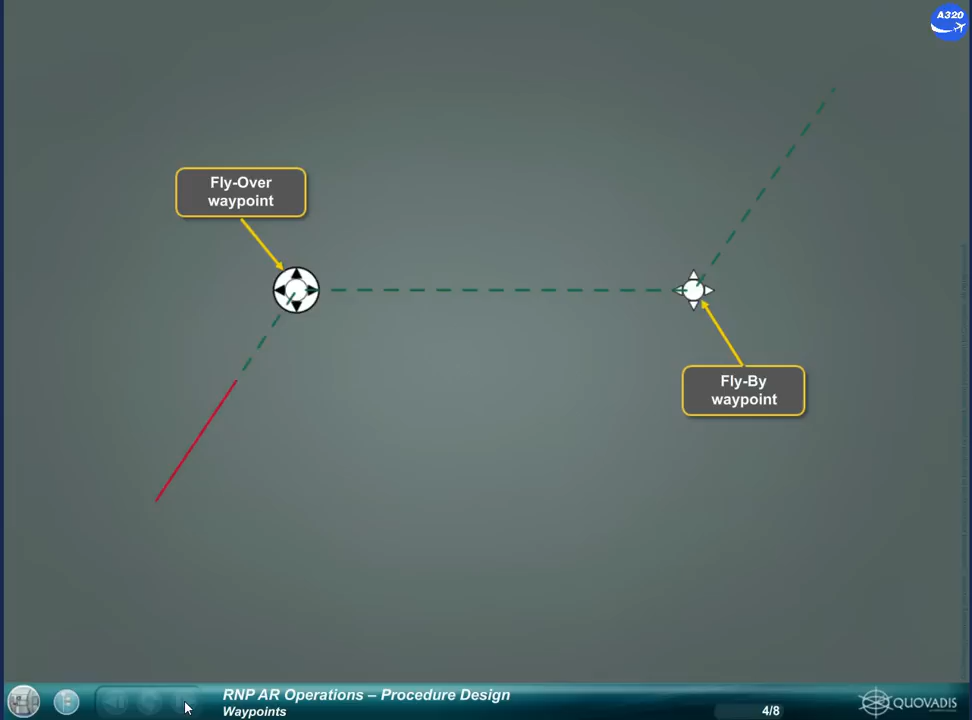 A320
Fly-Over
waypoint
Fly-By
waypoint
RNP AR Operations – Procedure Design
Waypoints
4/8
QUOVADIS